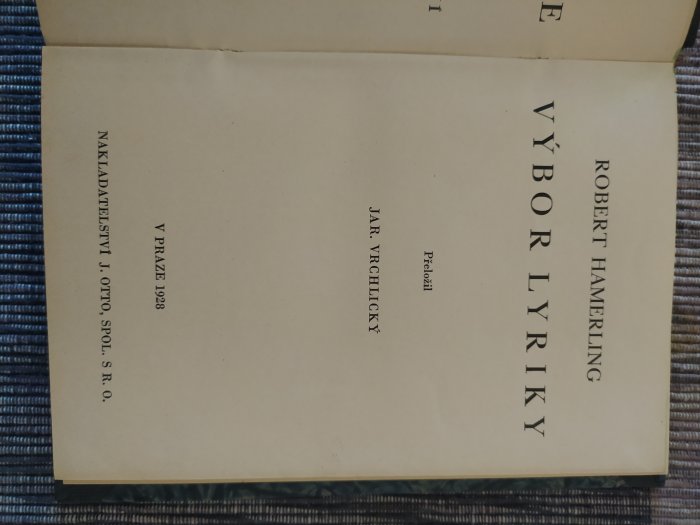 ROBERT HAMERLING
VÝBOR LYRIKY
Přeložil
JAR. VRCHLICKÝ
V PRAZE 1928
NAKLADATELSTVÍ J. OTTO, SPOL. S R. O.